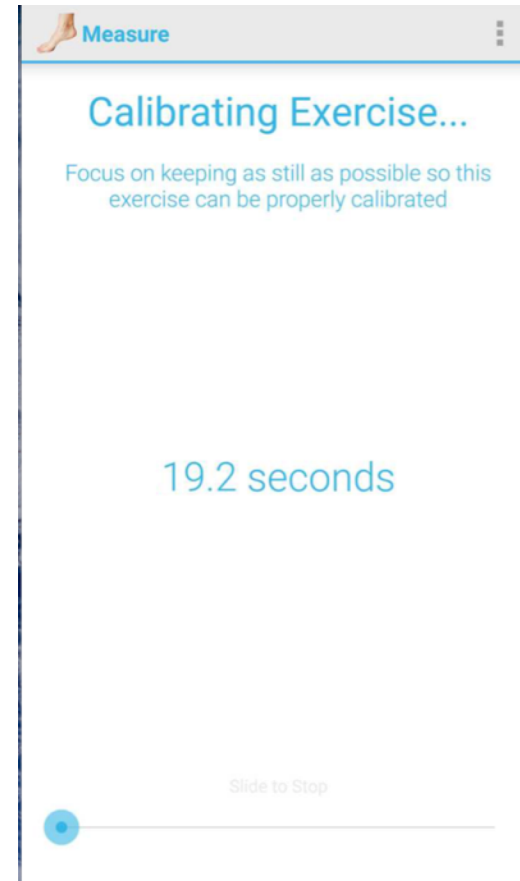 Measure
Calibrating Exercise...
Focus on keeping as still as possible so this
exercise can be properly calibrated
19.2 seconds
Slide to Stop